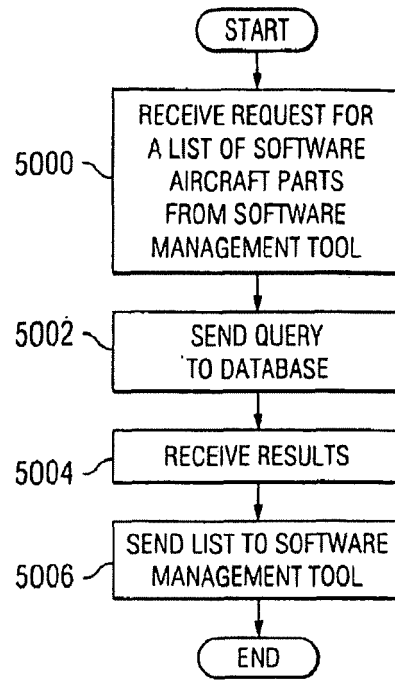 START
5000
RECEIVE REQUEST FOR
A LIST OF SOFTWARE
AIRCRAFT PARTS
FROM SOFTWARE
MANAGEMENT TOOL
5002
SEND QUERY
TO DATABASE
5004
RECEIVE RESULTS
5006
SEND LIST TO SOFTWARE
MANAGEMENT TOOL
END